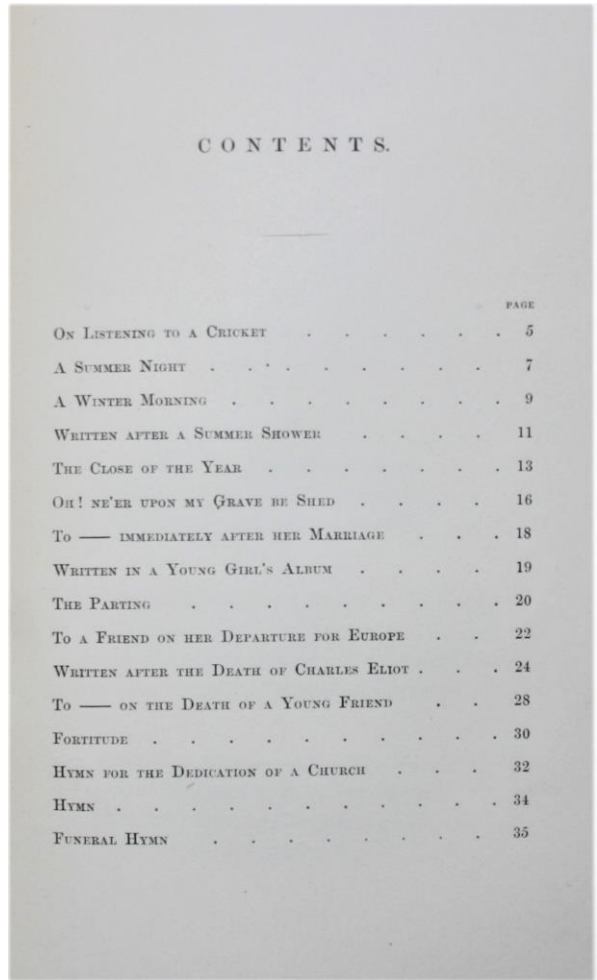 CONTENTS.
PAGE
On Listening to a Cricket . . . . . . 5
A Summer Night . . . . . . . . 7
A Winter Morning . . . . . . . . 9
Written after a Summer Shower . . . . 11
The Close of the Year . . . . . . . 13
Oh! ne'er upon my Grave be Shed . . . . 16
To —— immediately after her Marriage . . . 18
Written in a Young Girl's Album . . . . 19
The Parting . . . . . . . . . 20
To a Friend on her Departure for Europe . . 22
Written after the Death of Charles Eliot . . . 24
To —— on the Death of a Young Friend . . 28
Fortitude . . . . . . . . . . 30
Hymn for the Dedication of a Church . . . 32
Hymn . . . . . . . . . . . 34
Funeral Hymn . . . . . . . . 35